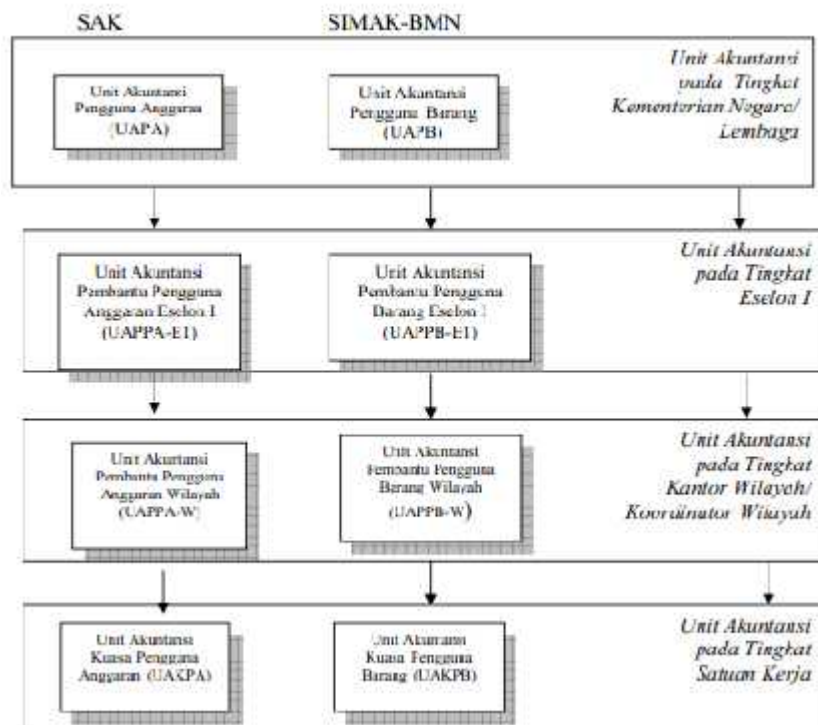 SAK
SIMAK-BMN
Unit Akuntansi
Pengguna Anggaran
(UAPA)
Unit Akuntansi
Pengguna Barang
(UAPB)
Unit Akuntansi
pada Tingkat
Kementerian Negara/
Lembaga
Unit Akuntansi
Pembantu Pengguna
Anggaran Eselon I
(UAPPA-E1)
Unit Akuntansi
Pembantu Pengguna
Barang Eselon I
(UAPPB-E1)
Unit Akuntansi
pada Tingkat
Eselon I
Unit Akuntansi
Pembantu Pengguna
Anggaran Wilayah
(UAPPA-W)
Unit Akuntansi
Pembantu Pengguna
Barang Wilayah
(UAPPB-W)
Unit Akuntansi
pada Tingkat
Kantor Wilayah/
Koordinator Wilayah
Unit Akuntansi
Kuasa Pengguna
Anggaran (UAKPA)
Unit Akuntansi
Kuasa Pengguna
Barang (UAKPB)
Unit Akuntansi
pada Tingkat
Satuan Kerja